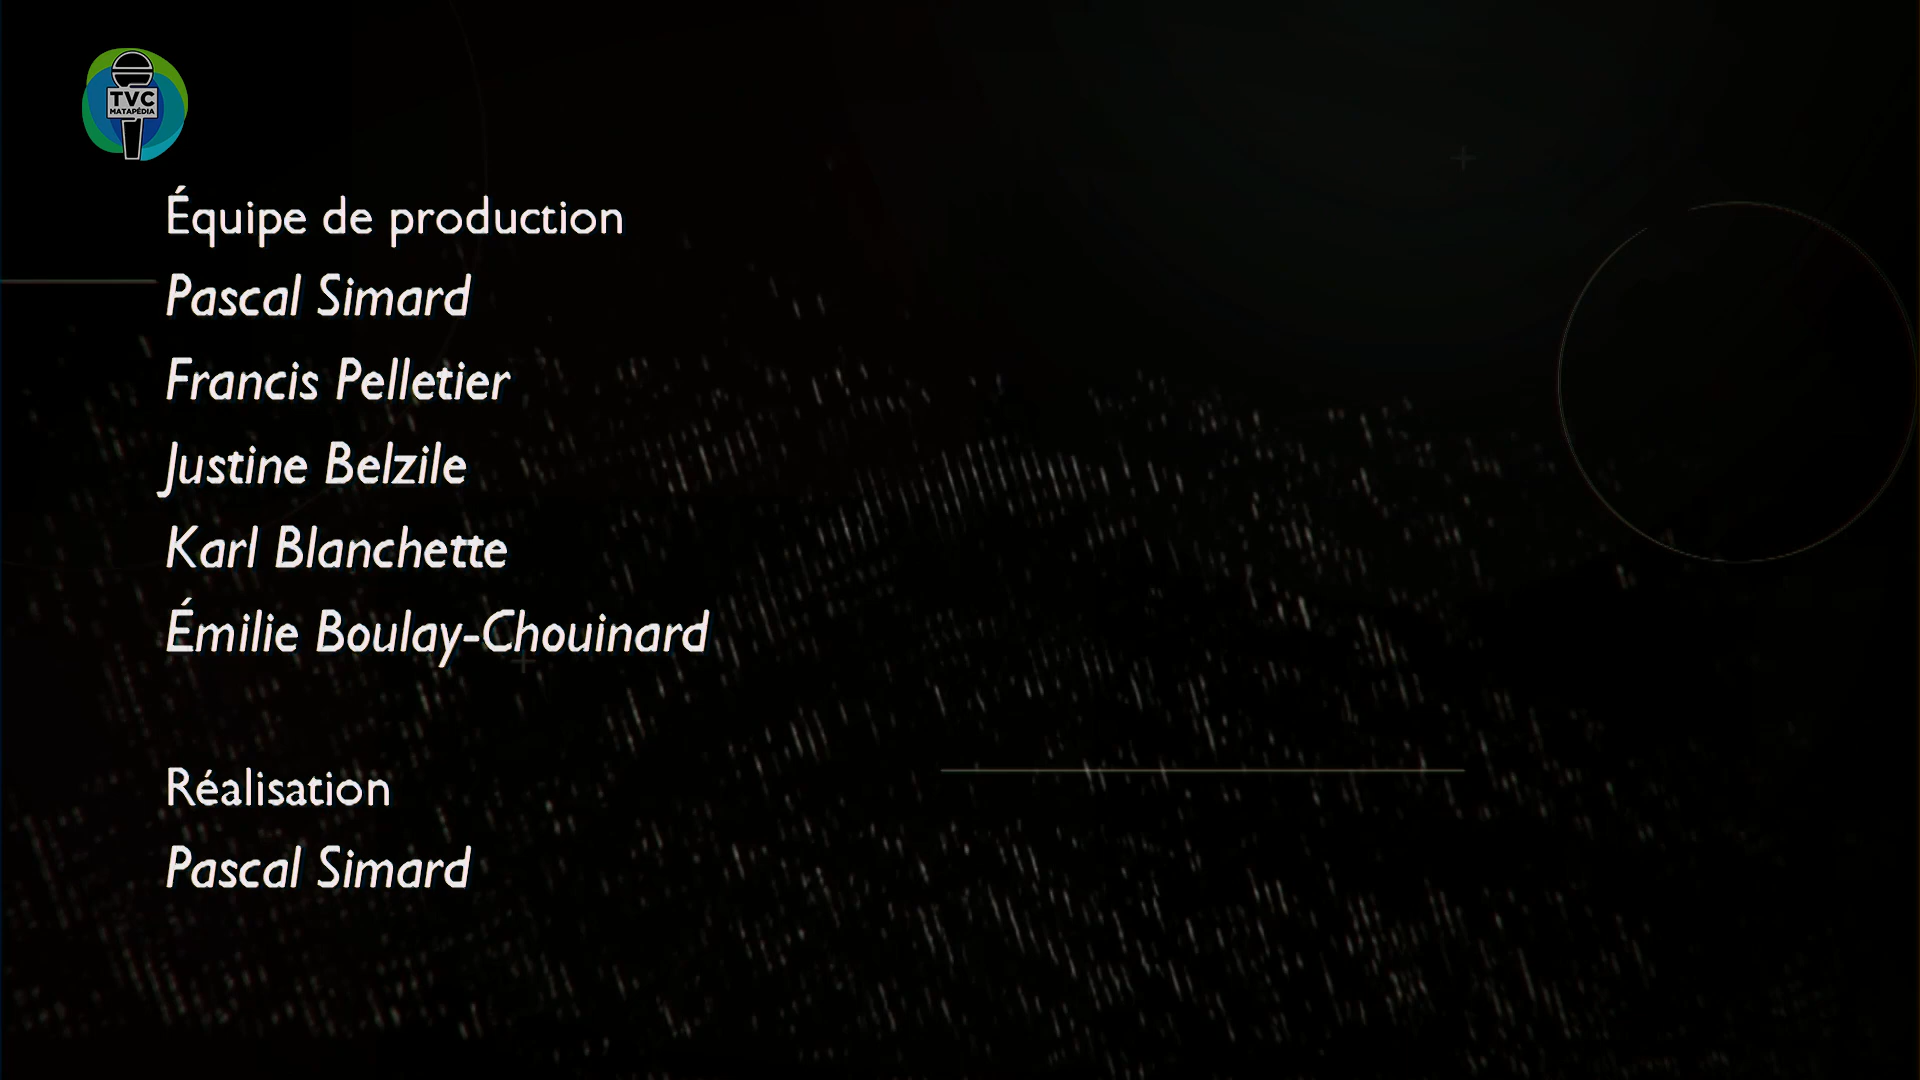 TVC
MATAPÉDIA
Équipe de production
Pascal Simard
Francis Pelletier
Justine Belzile
Karl Blanchette
Émilie Boulay-Chouinard
Réalisation
Pascal Simard